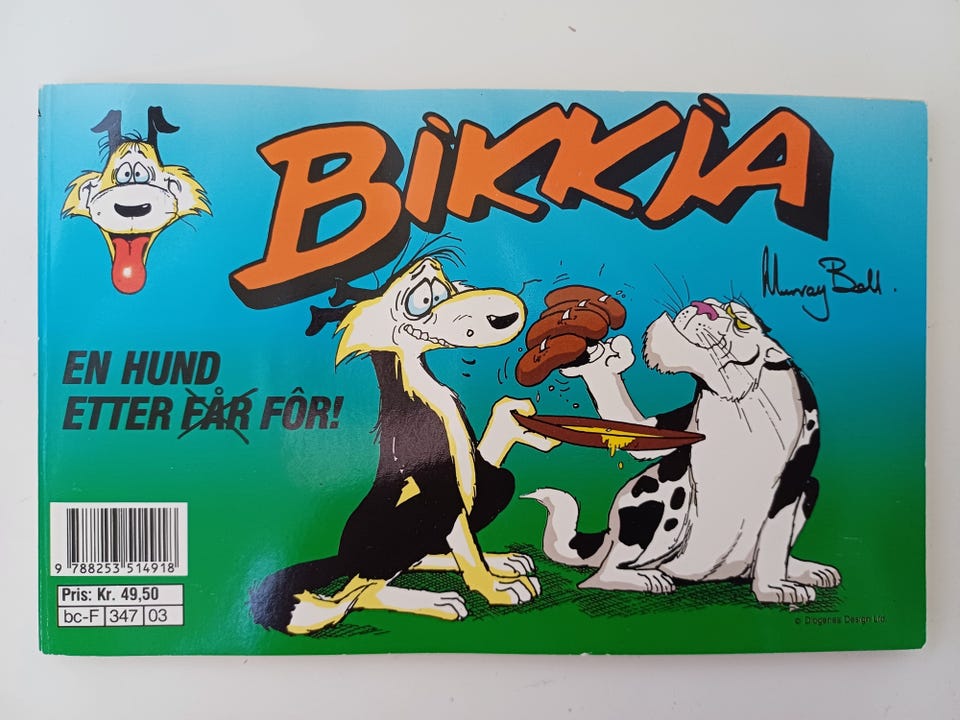 BIKKJA
Murray Ball.
EN HUND
ETTER FÅR FÔR!
9 788253 514918
Pris: Kr. 49,50
bc-F 347 03
© Diogenes Design Ltd.